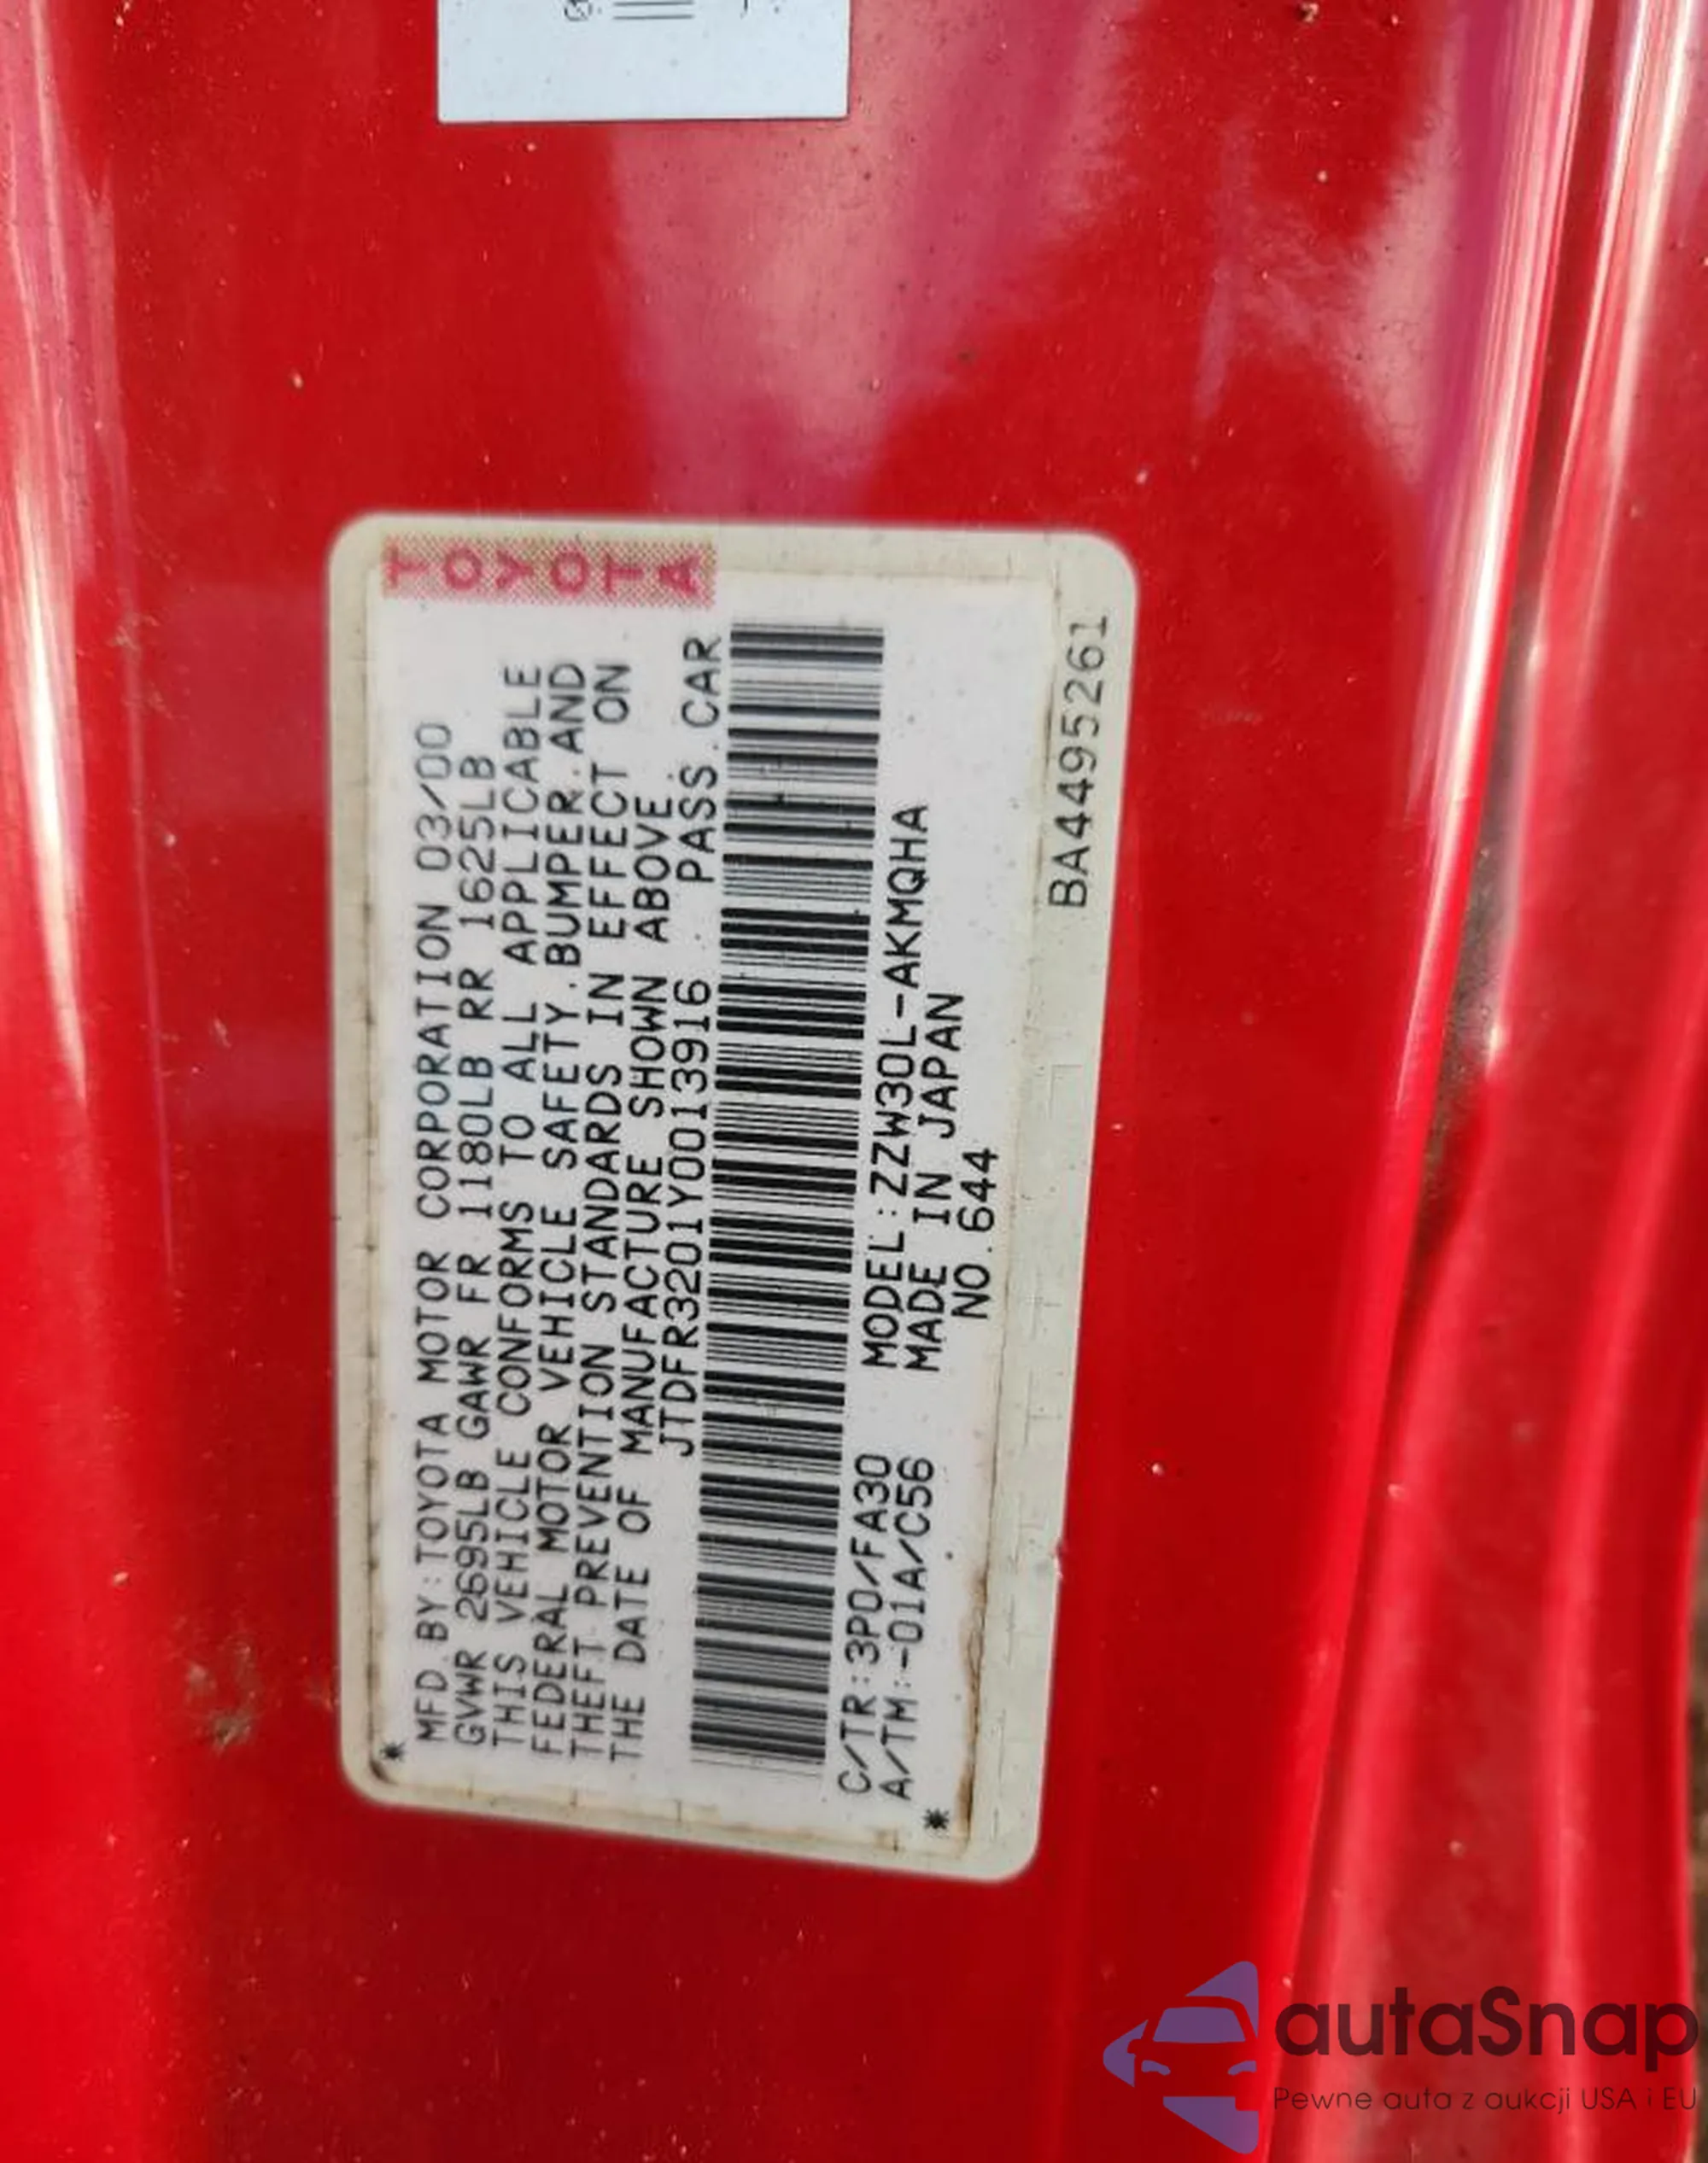 TOYOTA
MFD.BY:TOYOTA MOTOR CORPORATION 03/00
GVWR 2695LB GAWR FR 1180LB RR 1625LB
THIS VEHICLE CONFORMS TO ALL APPLICABLE
FEDERAL MOTOR VEHICLE SAFETY.BUMPER.AND
THEFT PREVENTION STANDARDS IN EFFECT ON
THE DATE OF MANUFACTURE SHOWN ABOVE.
JTDFR3201Y0013916 PASS.CAR
C/TR:3P0/FA30 MODEL:ZZW30L-AKMQHA
A/TM:-01A/C56 MADE IN JAPAN
NO.644
BA4495261
autaSnap
Pewne auta z aukcji USA i EU